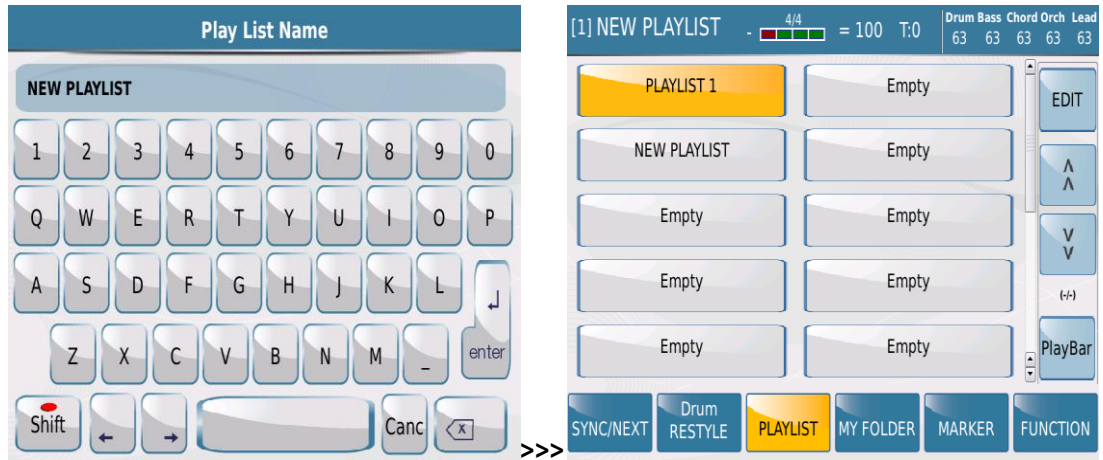 Play List Name
NEW PLAYLIST
1 2 3 4 5 6 7 8 9 0
Q W E R T Y U I O P
A S D F G H J K L
Z X C V B N M _ enter
Shift ← → Canc X
>>>
[1] NEW PLAYLIST - 4/4 = 100 T:0
Drum Bass Chord Orch Lead
63 63 63 63 63
PLAYLIST 1 Empty EDIT
NEW PLAYLIST Empty
Empty Empty
Empty Empty (-/-)
Empty Empty PlayBar
SYNC/NEXT Drum RESTYLE PLAYLIST MY FOLDER MARKER FUNCTION